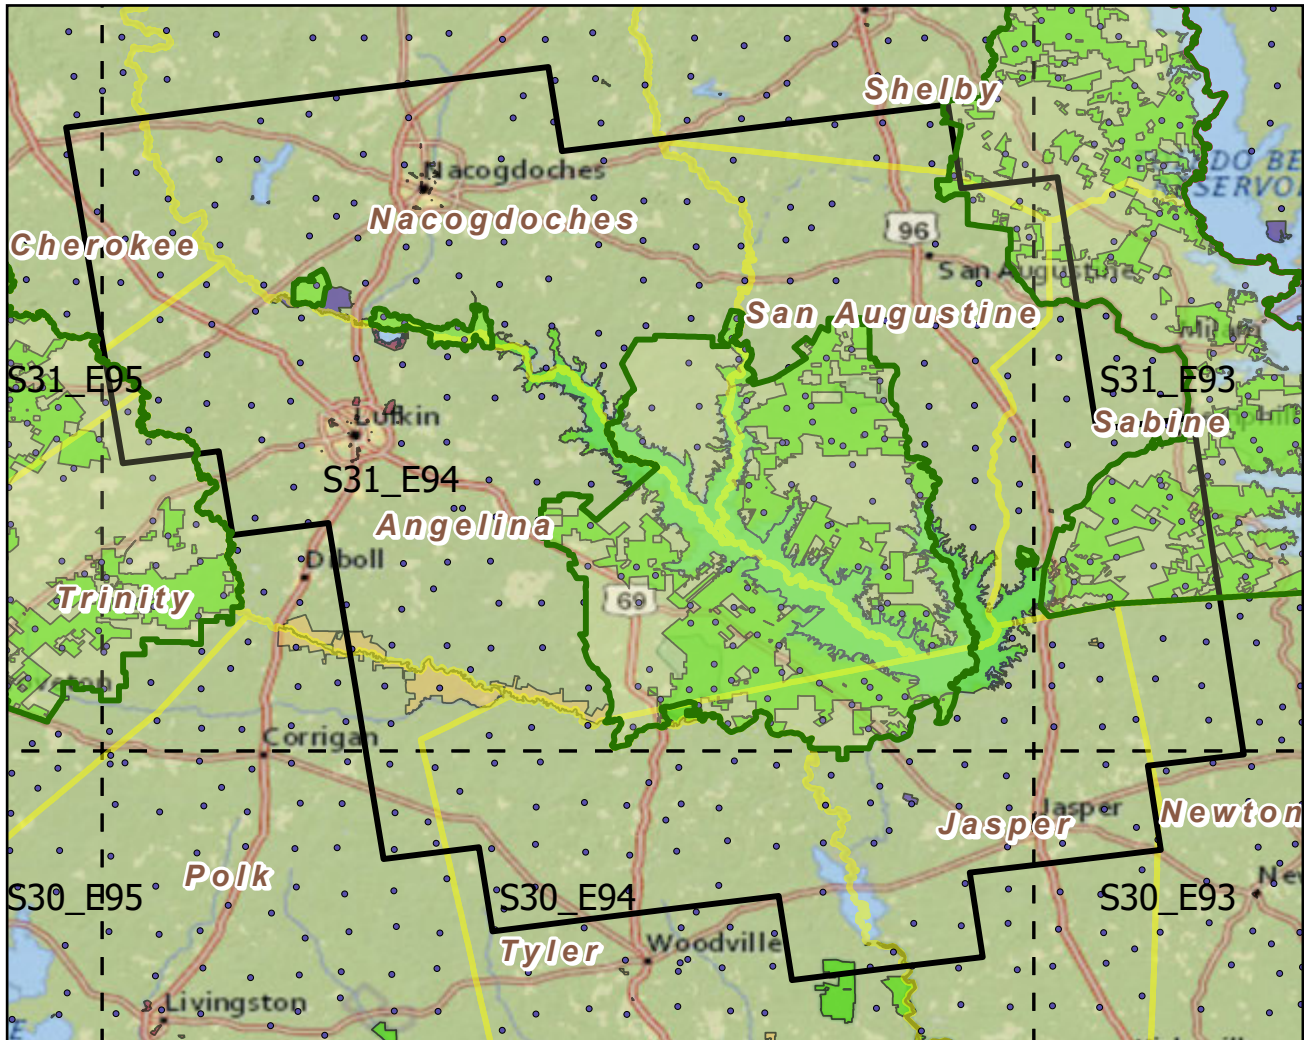 Shelby
Nacogdoches
Nacogdoches
96
Cherokee
San Augustine
San Augustine
S31_E95
S31_E93
Lufkin
Sabine
S31_E94
Angelina
Diboll
Trinity
69
Corrigan
Jasper
Jasper
Newton
Polk
S30_E95
S30_E94
S30_E93
Tyler
Woodville
Livingston